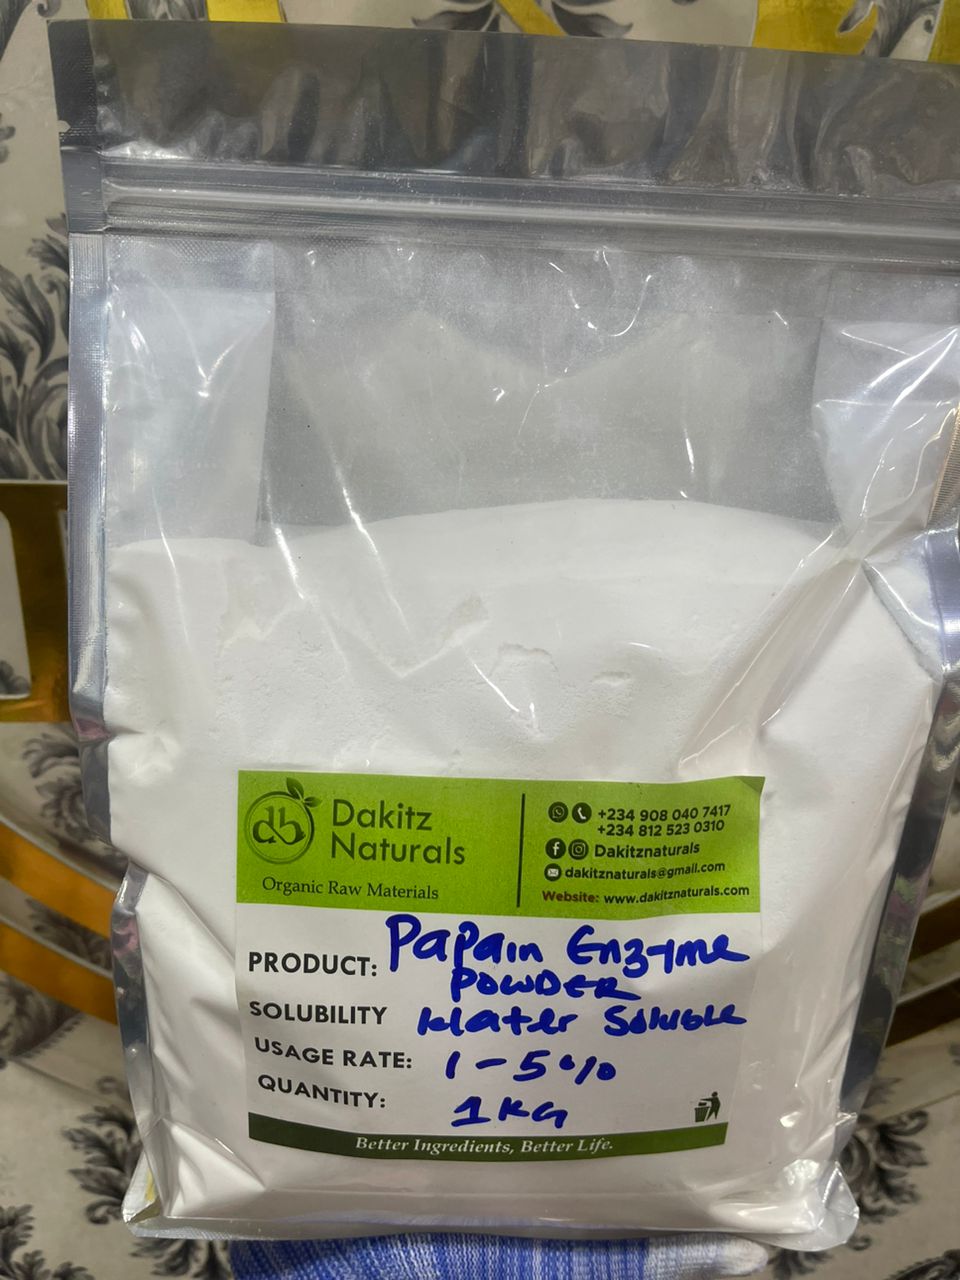 Dakitz
Naturals
Organic Raw Materials
+234 908 040 7417
+234 812 523 0310
Dakitznaturals
dakitznaturals@gmail.com
Website: www.dakitznaturals.com
PRODUCT: Papain Enzyme
POWDER
SOLUBILITY Water Soluble
USAGE RATE: 1-5%
QUANTITY: 1KG
Better Ingredients, Better Life.